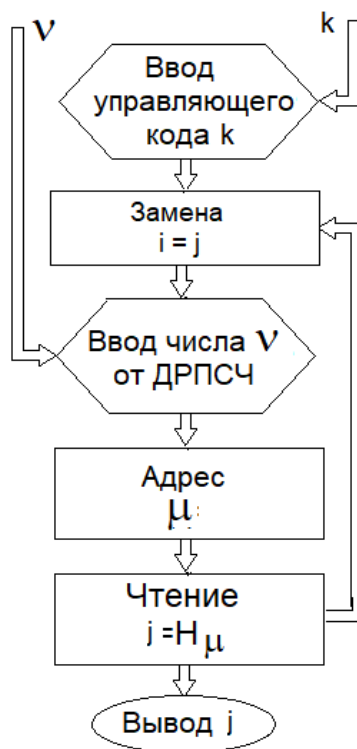 ν
k
Ввод
управляющего
кода k
Замена
i = j
Ввод числа ν
от ДРПСЧ
Адрес
μ:
Чтение
j =Hμ
Вывод j